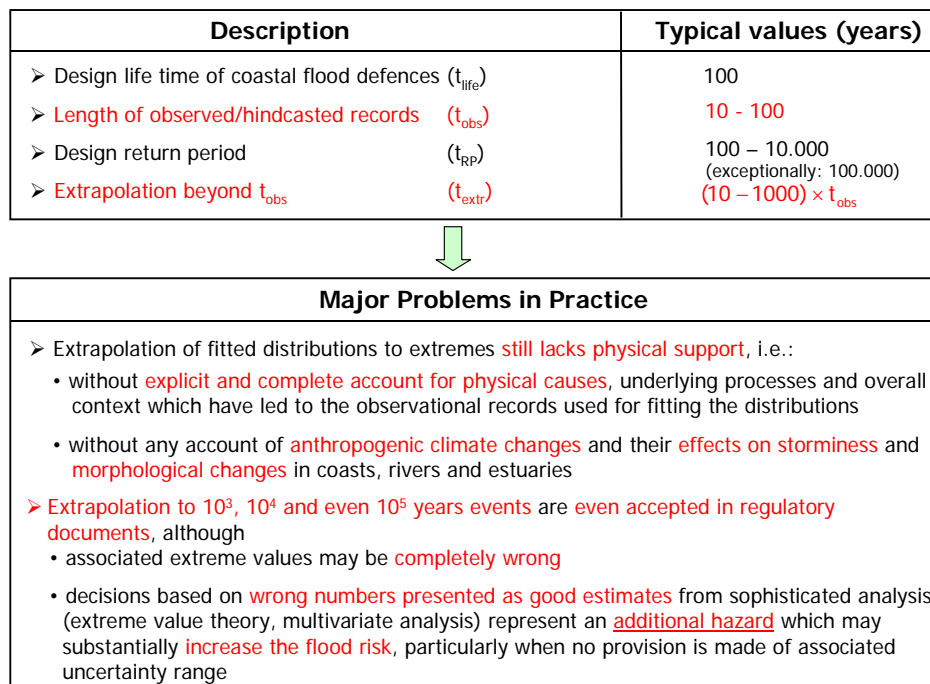 Description Typical values (years)
➤ Design life time of coastal flood defences (t_life) 100
➤ Length of observed/hindcasted records (t_obs) 10 - 100
➤ Design return period (t_RP) 100 – 10.000
(exceptionally: 100.000)
➤ Extrapolation beyond t_obs (t_extr) (10 – 1000) × t_obs
Major Problems in Practice
➤ Extrapolation of fitted distributions to extremes still lacks physical support, i.e.:
• without explicit and complete account for physical causes, underlying processes and overall
context which have led to the observational records used for fitting the distributions
• without any account of anthropogenic climate changes and their effects on storminess and
morphological changes in coasts, rivers and estuaries
➤ Extrapolation to 10³, 10⁴ and even 10⁵ years events are even accepted in regulatory
documents, although
• associated extreme values may be completely wrong
• decisions based on wrong numbers presented as good estimates from sophisticated analysis
(extreme value theory, multivariate analysis) represent an additional hazard which may
substantially increase the flood risk, particularly when no provision is made of associated
uncertainty range